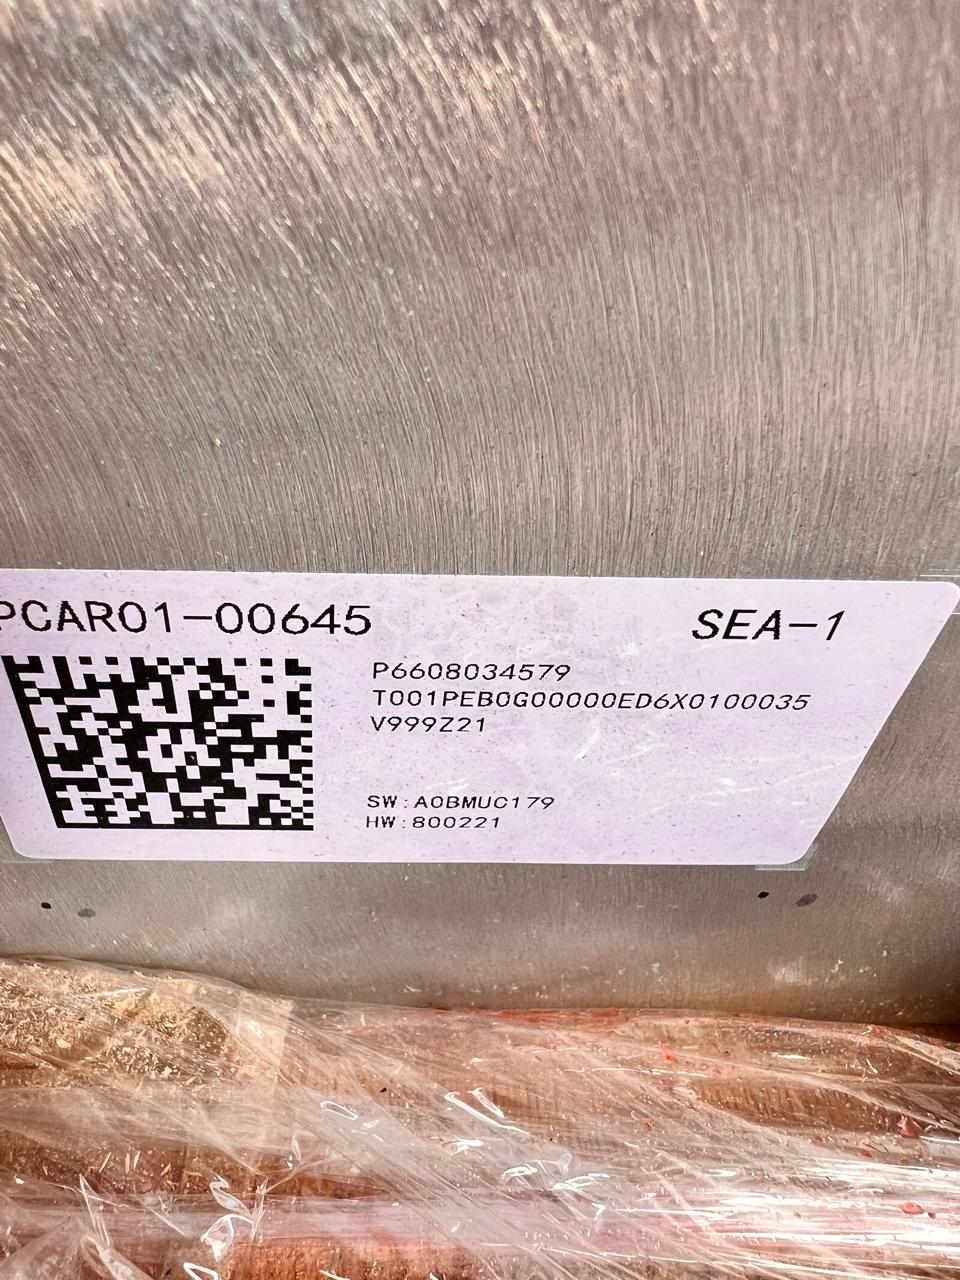 PCAR01-00645
SEA-1
P6608034579
T001PEB0G00000ED6X0100035
V999Z21
SW:A0BMUC179
HW:800221